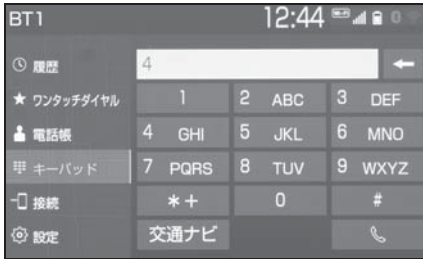 BT1 12:44
履歴 4
ワンタッチダイヤル 1 2 ABC 3 DEF
電話帳 4 GHI 5 JKL 6 MNO
キーパッド 7 PQRS 8 TUV 9 WXYZ
接続 *+ 0 #
設定 交通ナビ